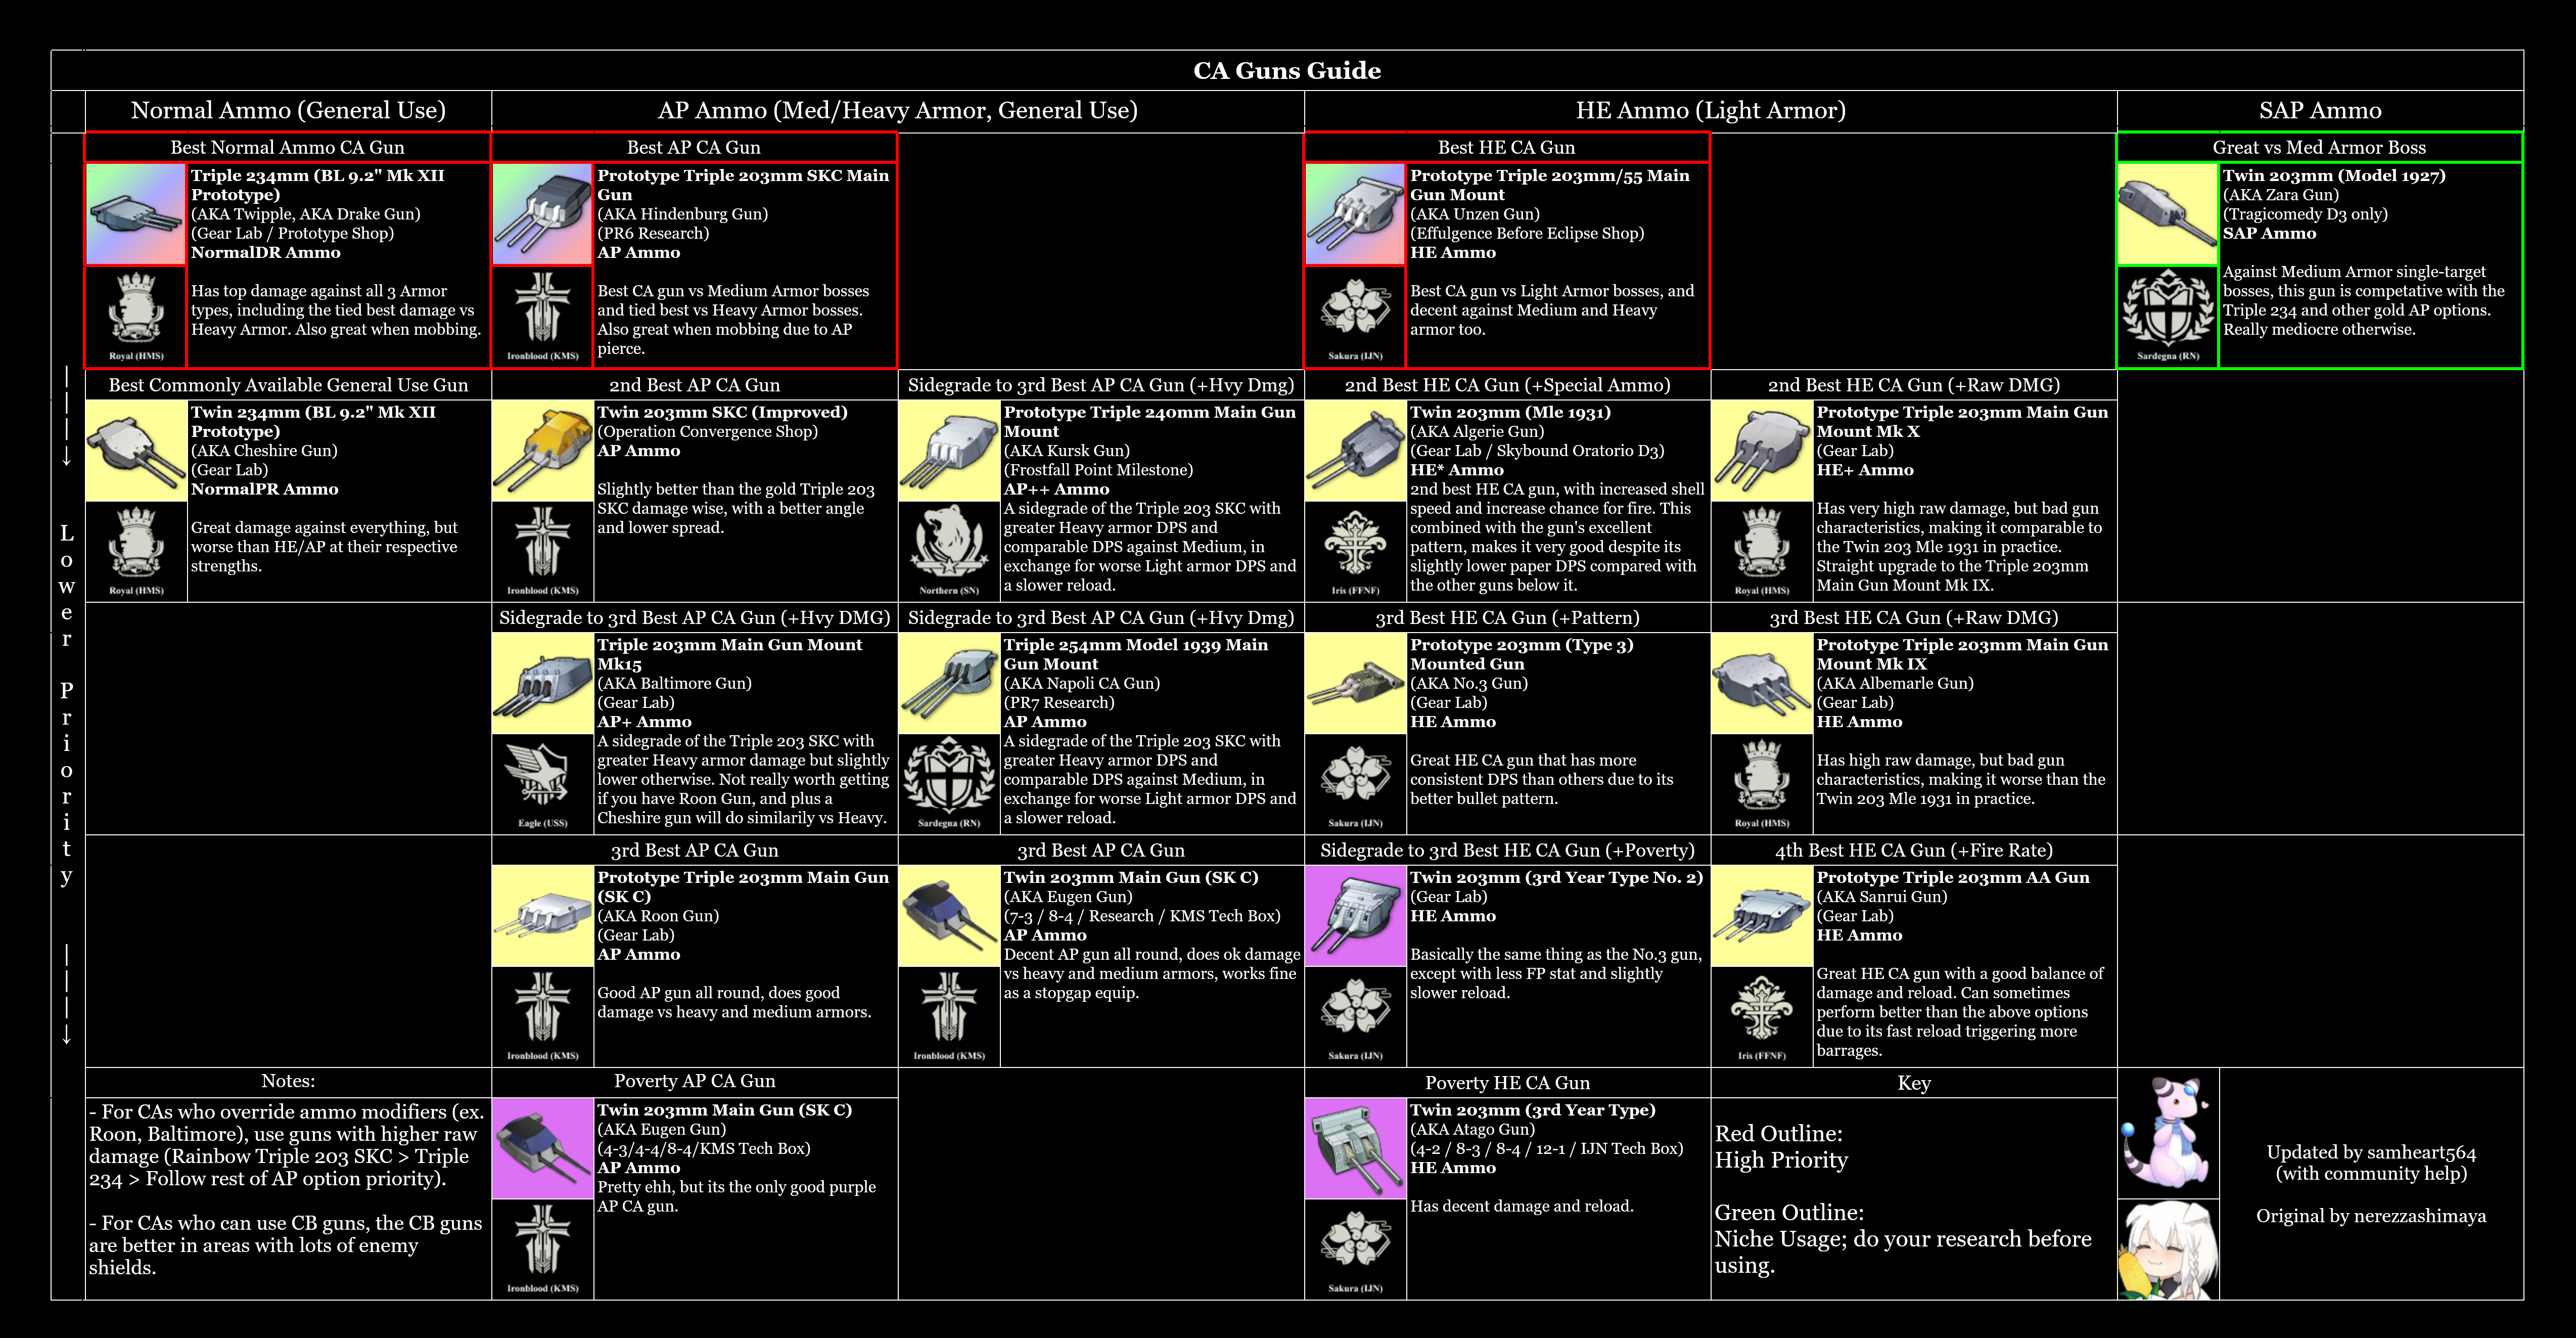 CA Guns Guide
Normal Ammo (General Use)
AP Ammo (Med/Heavy Armor, General Use)
HE Ammo (Light Armor)
SAP Ammo
Lower Priority
Best Normal Ammo CA Gun
Triple 234mm (BL 9.2" Mk XII
Prototype)
(AKA Twipple, AKA Drake Gun)
(Gear Lab / Prototype Shop)
NormalDR Ammo
Has top damage against all 3 Armor
types, including the tied best damage vs
Heavy Armor. Also great when mobbing.
Royal (HMS)
Best AP CA Gun
Prototype Triple 203mm SKC Main
Gun
(AKA Hindenburg Gun)
(PR6 Research)
AP Ammo
Best CA gun vs Medium Armor bosses
and tied best vs Heavy Armor bosses.
Also great when mobbing due to AP
pierce.
Ironblood (KMS)
Best HE CA Gun
Prototype Triple 203mm/55 Main
Gun Mount
(AKA Unzen Gun)
(Effulgence Before Eclipse Shop)
HE Ammo
Best CA gun vs Light Armor bosses, and
decent against Medium and Heavy
armor too.
Sakura (IJN)
Great vs Med Armor Boss
Twin 203mm (Model 1927)
(AKA Zara Gun)
(Tragicomedy D3 only)
SAP Ammo
Against Medium Armor single-target
bosses, this gun is competative with the
Triple 234 and other gold AP options.
Really mediocre otherwise.
Sardegna (RN)
Best Commonly Available General Use Gun
Twin 234mm (BL 9.2" Mk XII
Prototype)
(AKA Cheshire Gun)
(Gear Lab)
NormalPR Ammo
Great damage against everything, but
worse than HE/AP at their respective
strengths.
Royal (HMS)
2nd Best AP CA Gun
Twin 203mm SKC (Improved)
(Operation Convergence Shop)
AP Ammo
Slightly better than the gold Triple 203
SKC damage wise, with a better angle
and lower spread.
Ironblood (KMS)
Sidegrade to 3rd Best AP CA Gun (+Hvy Dmg)
Prototype Triple 240mm Main Gun
Mount
(AKA Kursk Gun)
(Frostfall Point Milestone)
AP++ Ammo
A sidegrade of the Triple 203 SKC with
greater Heavy armor DPS and
comparable DPS against Medium, in
exchange for worse Light armor DPS and
a slower reload.
Northern (SN)
2nd Best HE CA Gun (+Special Ammo)
Twin 203mm (Mle 1931)
(AKA Algerie Gun)
(Gear Lab / Skybound Oratorio D3)
HE* Ammo
2nd best HE CA gun, with increased shell
speed and increase chance for fire. This
combined with the gun's excellent
pattern, makes it very good despite its
slightly lower paper DPS compared with
the other guns below it.
Iris (FFNF)
2nd Best HE CA Gun (+Raw DMG)
Prototype Triple 203mm Main Gun
Mount Mk X
(Gear Lab)
HE+ Ammo
Has very high raw damage, but bad gun
characteristics, making it comparable to
the Twin 203 Mle 1931 in practice.
Straight upgrade to the Triple 203mm
Main Gun Mount Mk IX.
Royal (HMS)
Sidegrade to 3rd Best AP CA Gun (+Hvy DMG)
Triple 203mm Main Gun Mount
Mk15
(AKA Baltimore Gun)
(Gear Lab)
AP+ Ammo
A sidegrade of the Triple 203 SKC with
greater Heavy armor damage but slightly
lower otherwise. Not really worth getting
if you have Roon Gun, and plus a
Cheshire gun will do similarily vs Heavy.
Eagle (USS)
Sidegrade to 3rd Best AP CA Gun (+Hvy Dmg)
Triple 254mm Model 1939 Main
Gun Mount
(AKA Napoli CA Gun)
(PR7 Research)
AP Ammo
A sidegrade of the Triple 203 SKC with
greater Heavy armor DPS and
comparable DPS against Medium, in
exchange for worse Light armor DPS and
a slower reload.
Sardegna (RN)
3rd Best HE CA Gun (+Pattern)
Prototype 203mm (Type 3)
Mounted Gun
(AKA No.3 Gun)
(Gear Lab)
HE Ammo
Great HE CA gun that has more
consistent DPS than others due to its
better bullet pattern.
Sakura (IJN)
3rd Best HE CA Gun (+Raw DMG)
Prototype Triple 203mm Main Gun
Mount Mk IX
(AKA Albemarle Gun)
(Gear Lab)
HE Ammo
Has high raw damage, but bad gun
characteristics, making it worse than the
Twin 203 Mle 1931 in practice.
Royal (HMS)
3rd Best AP CA Gun
Prototype Triple 203mm Main Gun
(SK C)
(AKA Roon Gun)
(Gear Lab)
AP Ammo
Good AP gun all round, does good
damage vs heavy and medium armors.
Ironblood (KMS)
3rd Best AP CA Gun
Twin 203mm Main Gun (SK C)
(AKA Eugen Gun)
(7-3 / 8-4 / Research / KMS Tech Box)
AP Ammo
Decent AP gun all round, does ok damage
vs heavy and medium armors, works fine
as a stopgap equip.
Ironblood (KMS)
Sidegrade to 3rd Best HE CA Gun (+Poverty)
Twin 203mm (3rd Year Type No. 2)
(Gear Lab)
HE Ammo
Basically the same thing as the No.3 gun,
except with less FP stat and slightly
slower reload.
Sakura (IJN)
4th Best HE CA Gun (+Fire Rate)
Prototype Triple 203mm AA Gun
(AKA Sanrui Gun)
(Gear Lab)
HE Ammo
Great HE CA gun with a good balance of
damage and reload. Can sometimes
perform better than the above options
due to its fast reload triggering more
barrages.
Iris (FFNF)
Notes:
- For CAs who override ammo modifiers (ex.
Roon, Baltimore), use guns with higher raw
damage (Rainbow Triple 203 SKC > Triple
234 > Follow rest of AP option priority).
- For CAs who can use CB guns, the CB guns
are better in areas with lots of enemy
shields.
Poverty AP CA Gun
Twin 203mm Main Gun (SK C)
(AKA Eugen Gun)
(4-3/4-4/8-4/KMS Tech Box)
AP Ammo
Pretty ehh, but its the only good purple
AP CA gun.
Ironblood (KMS)
Poverty HE CA Gun
Twin 203mm (3rd Year Type)
(AKA Atago Gun)
(4-2 / 8-3 / 8-4 / 12-1 / IJN Tech Box)
HE Ammo
Has decent damage and reload.
Sakura (IJN)
Key
Red Outline:
High Priority
Green Outline:
Niche Usage; do your research before
using.
Updated by samheart564
(with community help)
Original by nerezzashimaya